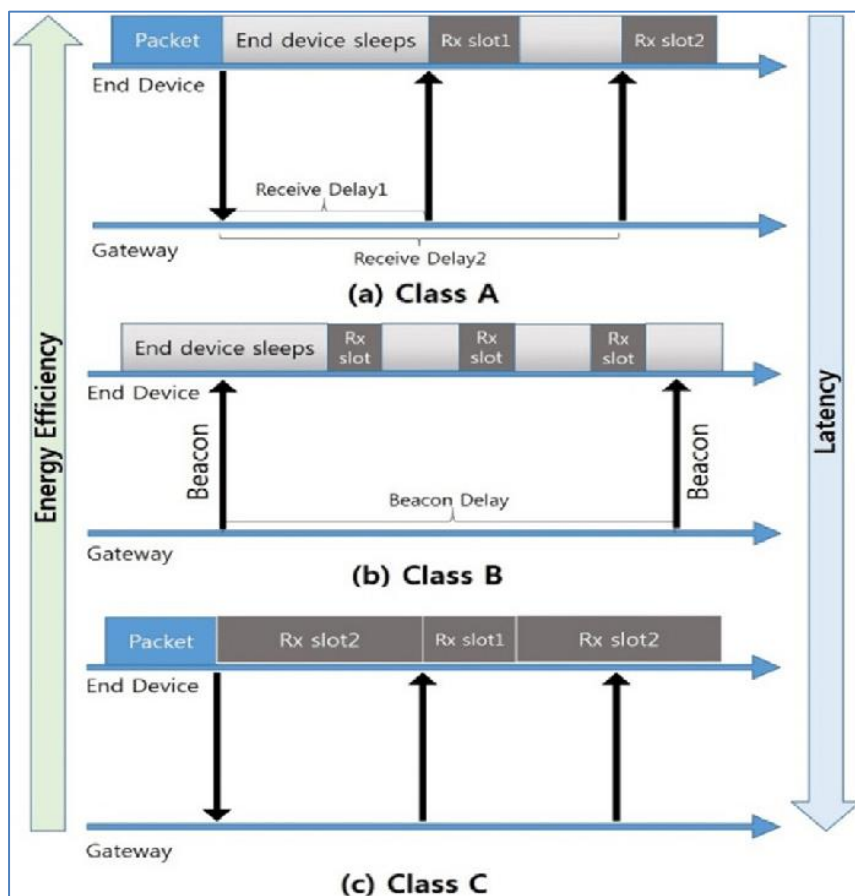 Packet
End device sleeps
Rx slot1
Rx slot2
End Device
Receive Delay1
Gateway
Receive Delay2
(a) Class A
End device sleeps
Rx
slot
Rx
slot
Rx
slot
End Device
Beacon
Beacon
Beacon Delay
Gateway
(b) Class B
Packet
Rx slot2
Rx slot1
Rx slot2
End Device
Gateway
(c) Class C
Energy Efficiency
Latency